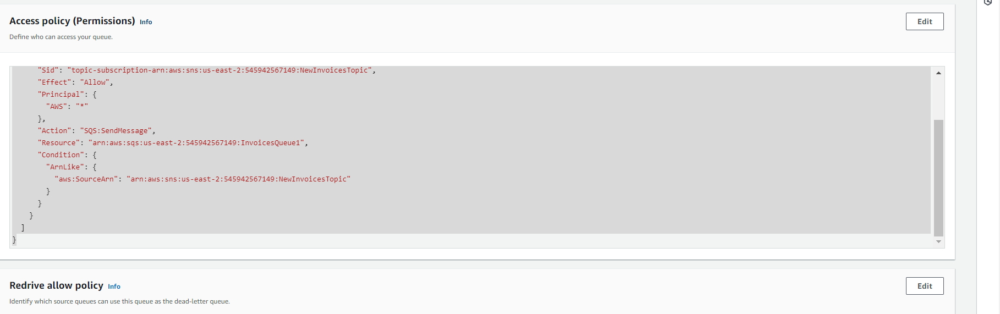 Access policy (Permissions) Info
Edit
Define who can access your queue.
"Sid": "topic-subscription-arn:aws:sns:us-east-2:545942567149:NewInvoicesTopic",
"Effect": "Allow",
"Principal": {
"AWS": "*"
},
"Action": "SQS:SendMessage",
"Resource": "arn:aws:sqs:us-east-2:545942567149:InvoicesQueue1",
"Condition": {
"ArnLike": {
"aws:SourceArn": "arn:aws:sns:us-east-2:545942567149:NewInvoicesTopic"
}
}
}
]
}
Redrive allow policy Info
Edit
Identify which source queues can use this queue as the dead-letter queue.